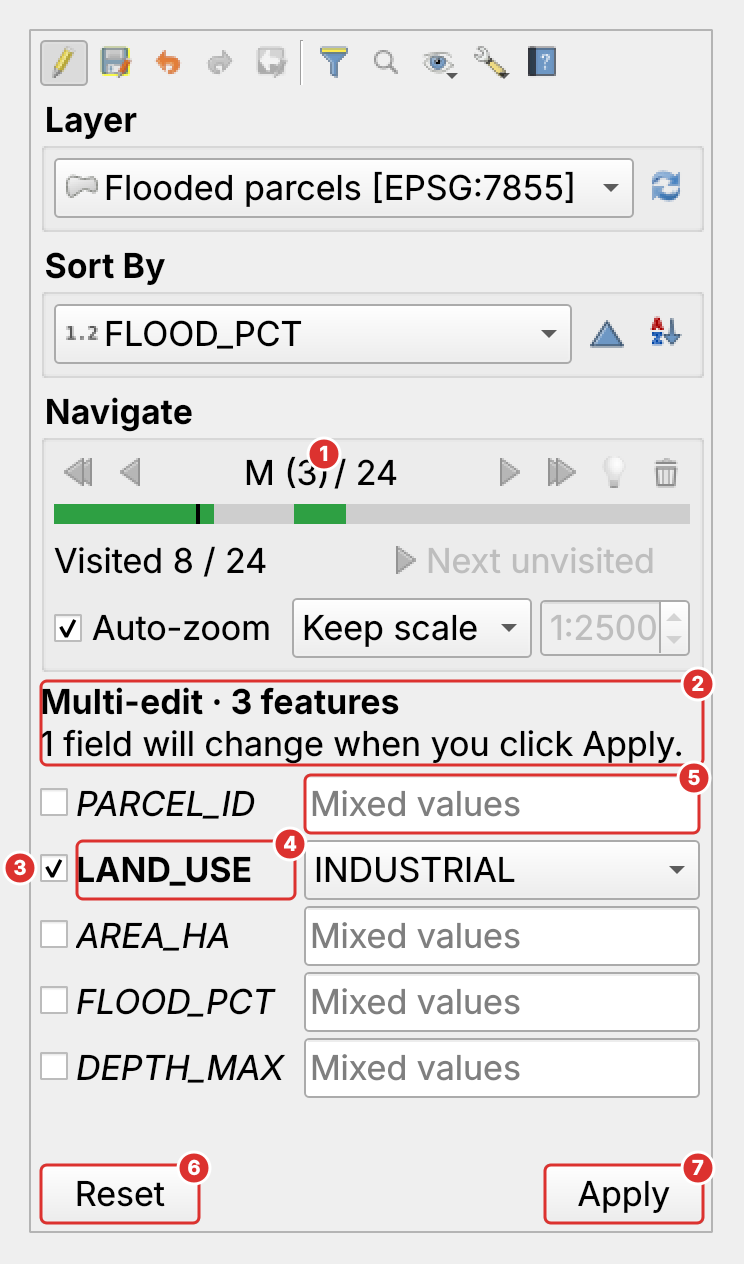 Layer
Flooded parcels [EPSG:7855]
Sort By
1.2 FLOOD_PCT
Navigate
1
M (3) / 24
Visited 8 / 24 Next unvisited
Auto-zoom Keep scale 1:2500
2
Multi-edit · 3 features
1 field will change when you click Apply.
5
PARCEL_ID Mixed values
4
3 LAND_USE INDUSTRIAL
AREA_HA Mixed values
FLOOD_PCT Mixed values
DEPTH_MAX Mixed values
6 7
Reset Apply